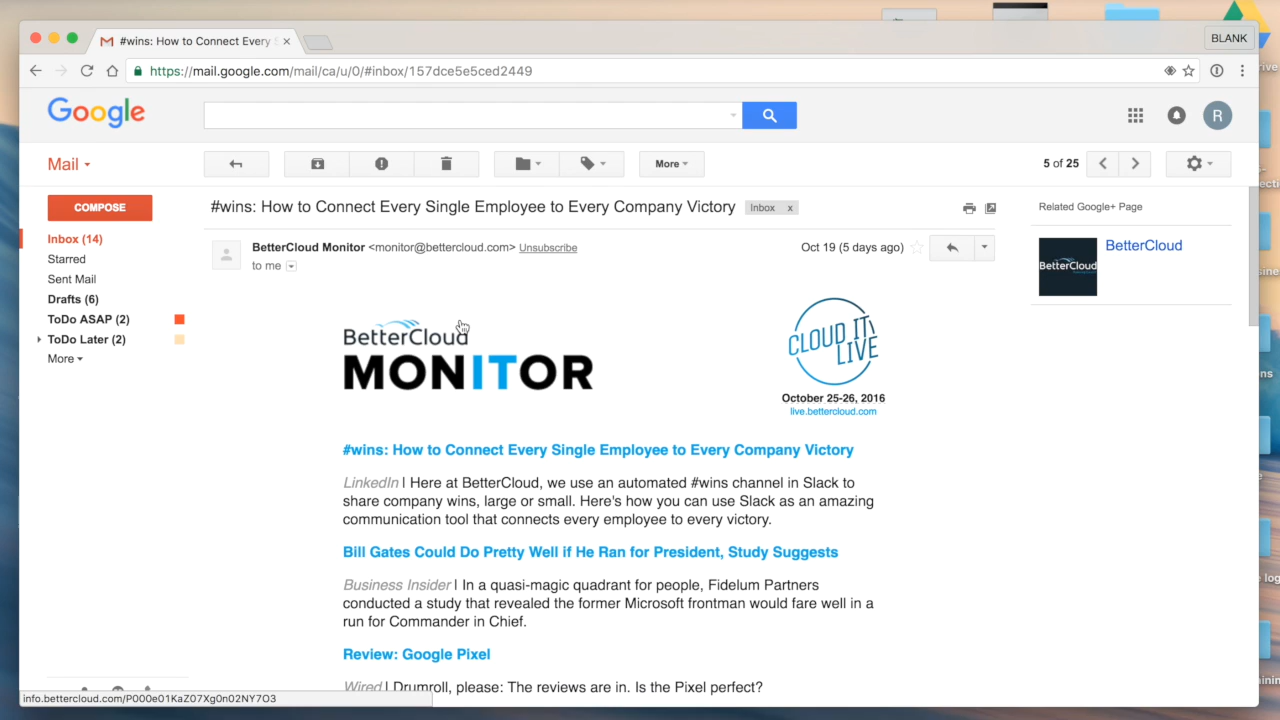 #wins: How to Connect Every
BLANK
https://mail.google.com/mail/ca/u/0/#inbox/157dce5e5ced2449
Google
R
Mail
More
5 of 25
COMPOSE
#wins: How to Connect Every Single Employee to Every Company Victory
Inbox x
Related Google+ Page
Inbox (14)
BetterCloud Monitor <monitor@bettercloud.com> Unsubscribe
Oct 19 (5 days ago)
BetterCloud
BetterCloud
Starred
to me
Sent Mail
Drafts (6)
ToDo ASAP (2)
ToDo Later (2)
More
BetterCloud
MONITOR
CLOUD IT
LIVE
October 25-26, 2016
live.bettercloud.com
#wins: How to Connect Every Single Employee to Every Company Victory
LinkedIn | Here at BetterCloud, we use an automated #wins channel in Slack to
share company wins, large or small. Here's how you can use Slack as an amazing
communication tool that connects every employee to every victory.
Bill Gates Could Do Pretty Well if He Ran for President, Study Suggests
Business Insider | In a quasi-magic quadrant for people, Fidelum Partners
conducted a study that revealed the former Microsoft frontman would fare well in a
run for Commander in Chief.
Review: Google Pixel
Wired | Drumroll, please: The reviews are in. Is the Pixel perfect?
info.bettercloud.com/P000e01KaZ07Xg0n02NY7O3